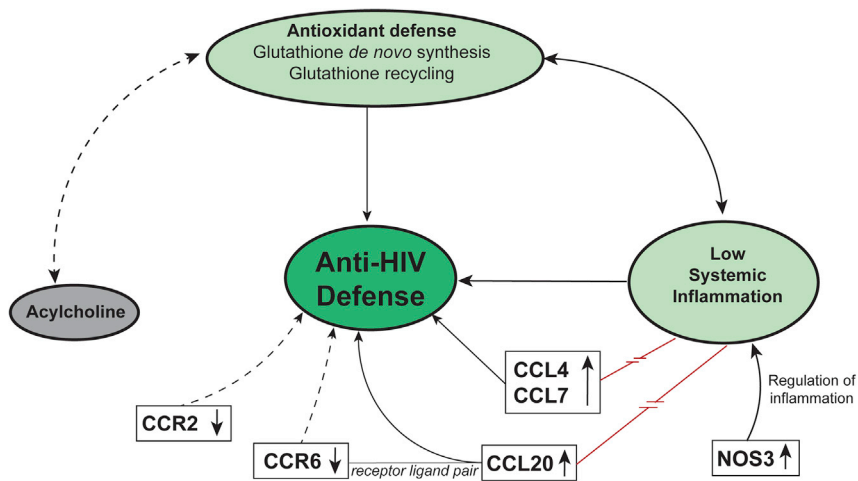 Antioxidant defense
Glutathione de novo synthesis
Glutathione recycling
Anti-HIV
Defense
Low
Systemic
Inflammation
Acylcholine
CCL4
CCL7
Regulation of
inflammation
CCR2
CCR6
receptor ligand pair
CCL20
NOS3